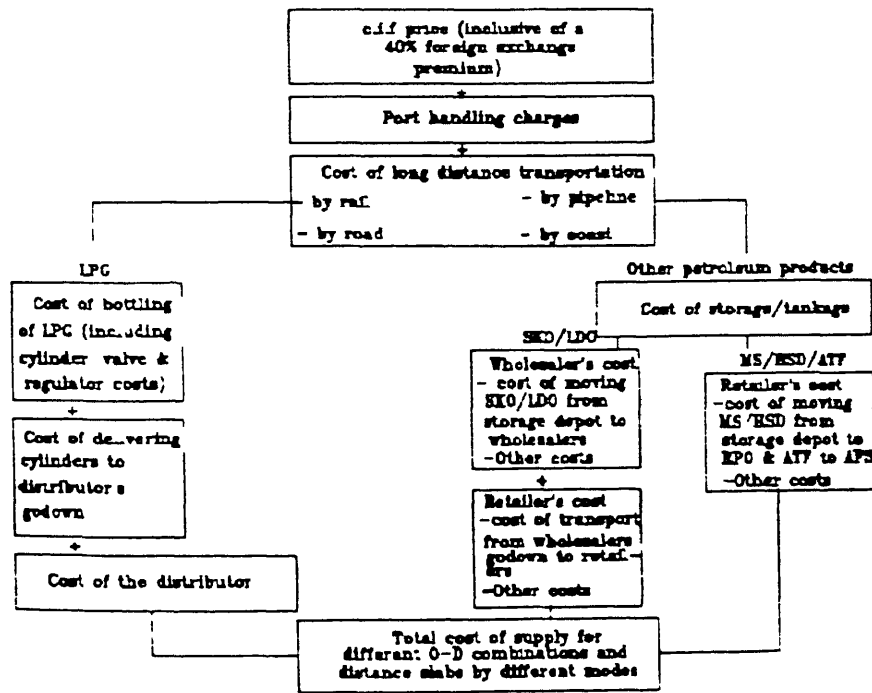 c.i.f price (inclusive of a
40% foreign exchange
premium)
+
Port handling charges
+
Cost of long distance transportation
- by pipeline
- by road
- by coast
LPG
Cost of bottling
of LPG (including
cylinder valve &
regulator costs)
+
Cost of delivering
cylinders to
distributors
godown
+
Cost of the distributor
Other petroleum products
Cost of storage/tankage
SKO/LDO
Wholesaler's cost
- cost of moving
SKO/LDO from
storage depot to
wholesalers
-Other costs
+
Retailer's cost
-cost of transport
from wholesalers
godown to retail-
ers
-Other costs
MS/HSD/ATF
Retailer's cost
-cost of moving
MS/HSD from
storage depot to
RPO & ATF to AFS
-Other costs
Total cost of supply for
different O-D combinations and
distance slabs by different modes